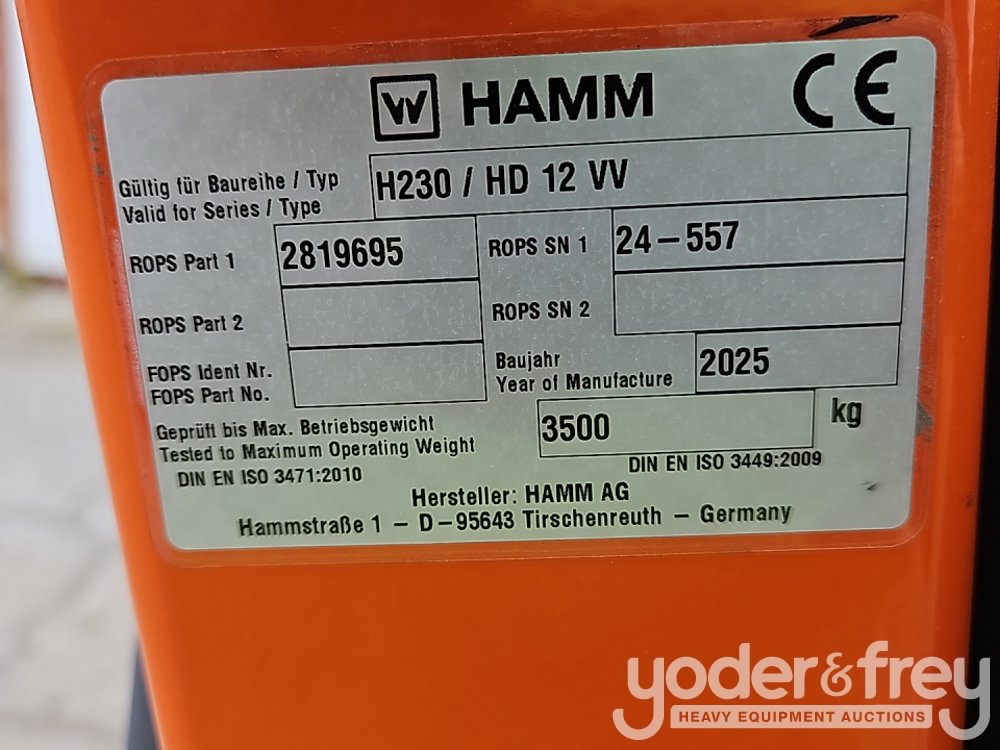 HAMM CE
Gültig für Baureihe / Typ
Valid for Series / Type
H230 / HD 12 VV
ROPS Part 1 2819695 ROPS SN 1 24-557
ROPS Part 2 ROPS SN 2
FOPS Ident Nr.
FOPS Part No.
Baujahr
Year of Manufacture 2025
Geprüft bis Max. Betriebsgewicht
Tested to Maximum Operating Weight
3500 kg
DIN EN ISO 3471:2010 DIN EN ISO 3449:2009
Hersteller: HAMM AG
Hammstraße 1 - D-95643 Tirschenreuth - Germany
yoder&frey
HEAVY EQUIPMENT AUCTIONS